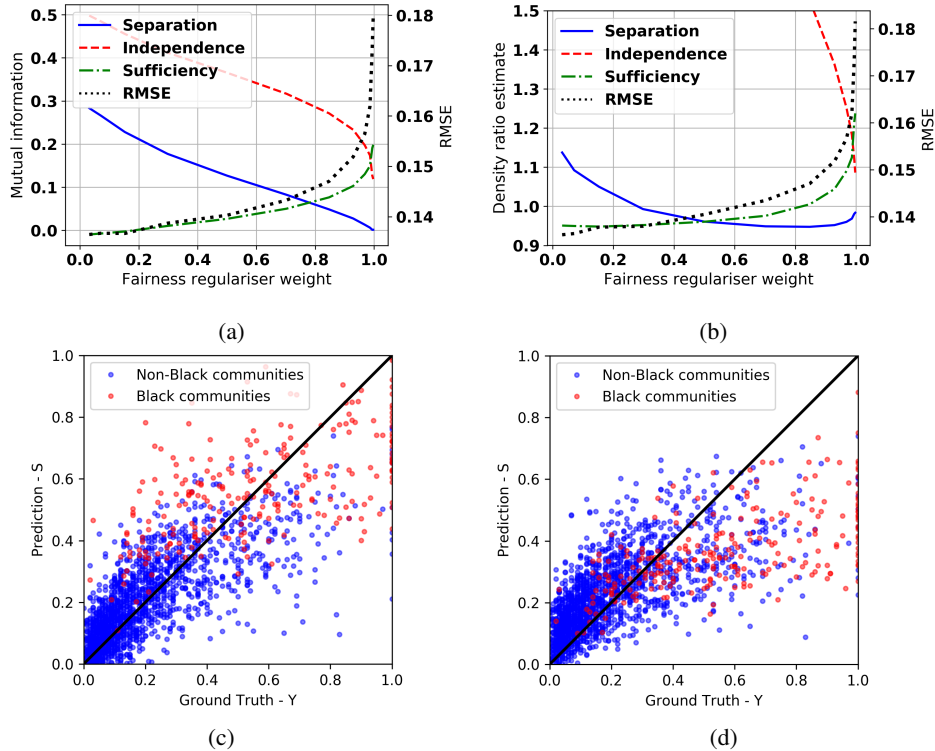 Separation
Independence
Sufficiency
RMSE
0.5
0.4
0.3
0.2
0.1
0.0
Mutual information
0.18
0.17
0.16
0.15
0.14
RMSE
0.0 0.2 0.4 0.6 0.8 1.0
Fairness regulariser weight
(a)
Separation
Independence
Sufficiency
RMSE
1.5
1.4
1.3
1.2
1.1
1.0
0.9
Density ratio estimate
0.18
0.17
0.16
0.15
0.14
RMSE
0.0 0.2 0.4 0.6 0.8 1.0
Fairness regulariser weight
(b)
Non-Black communities
Black communities
1.0
0.8
0.6
0.4
0.2
0.0
Prediction - S
0.0 0.2 0.4 0.6 0.8 1.0
Ground Truth - Y
(c)
Non-Black communities
Black communities
1.0
0.8
0.6
0.4
0.2
0.0
Prediction - S
0.0 0.2 0.4 0.6 0.8 1.0
Ground Truth - Y
(d)